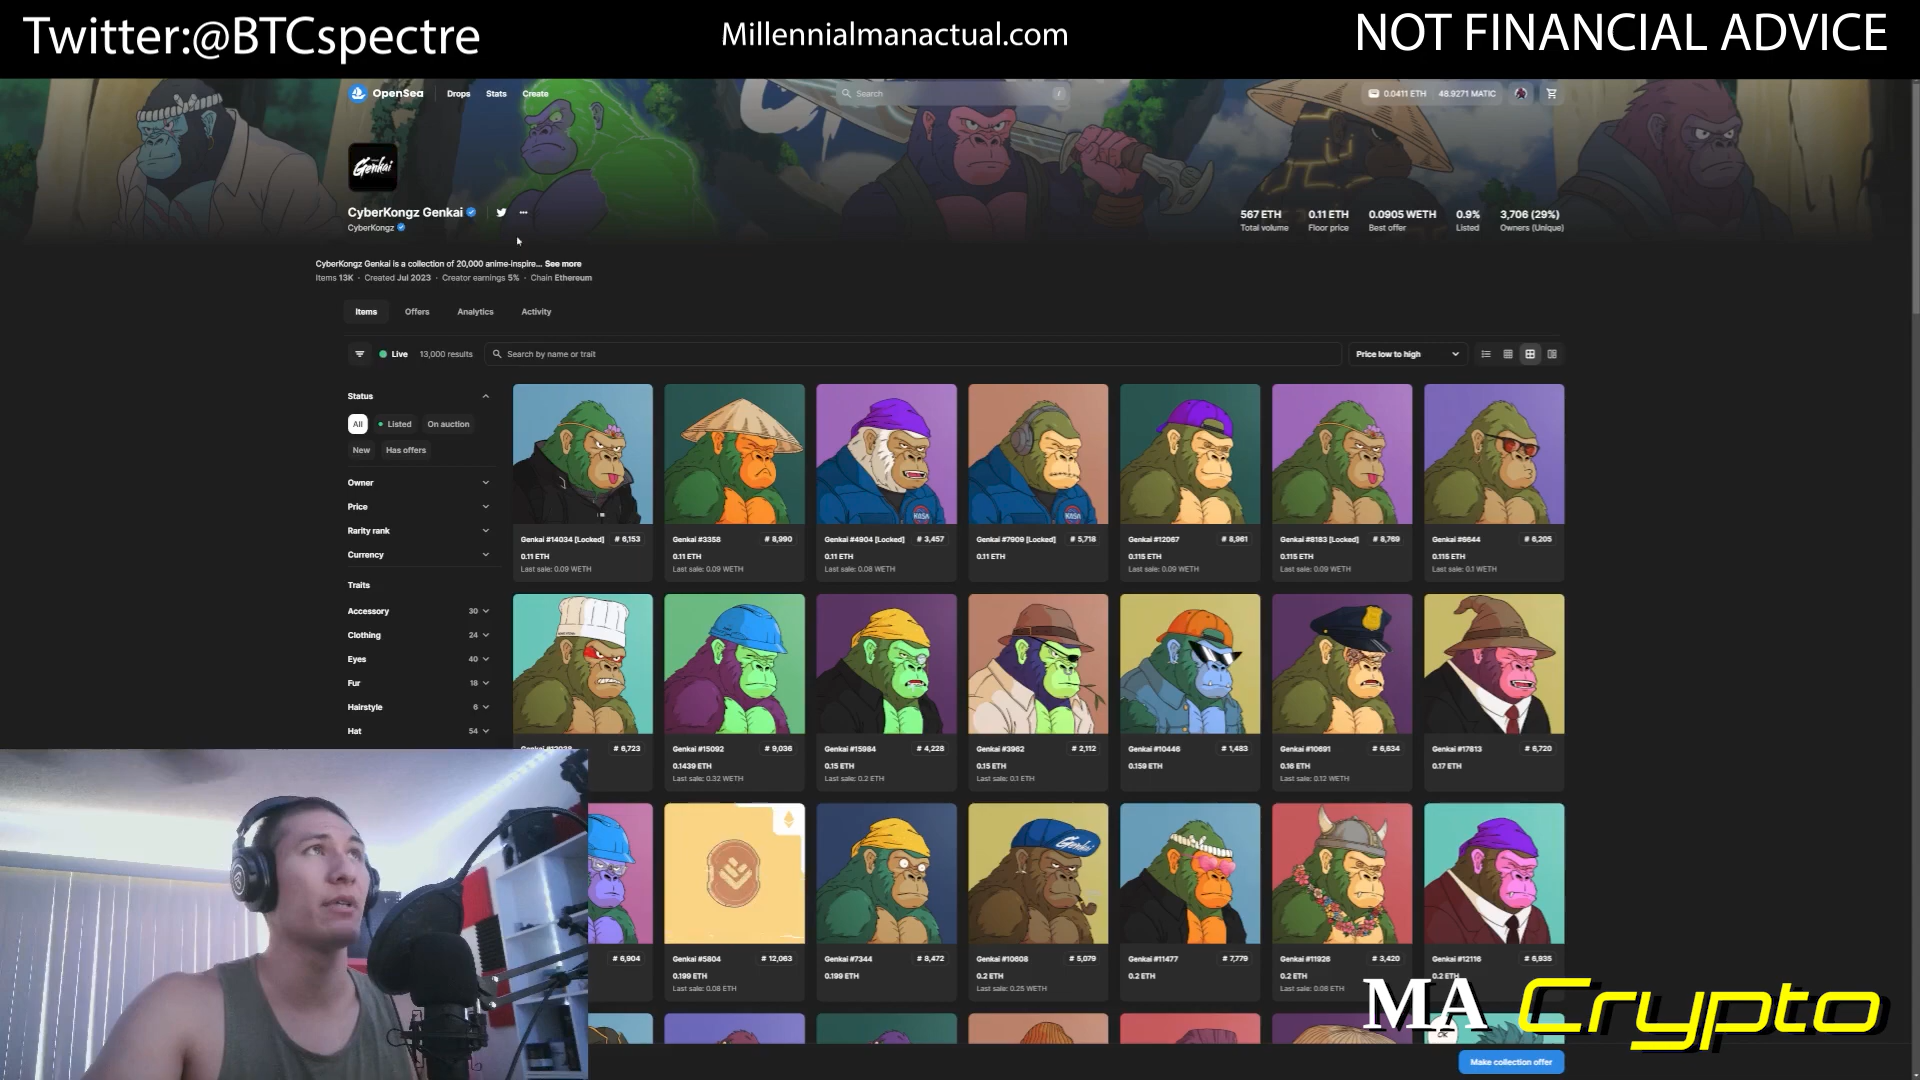 Twitter:@BTCspectre
Millennialmanactual.com
NOT FINANCIAL ADVICE
OpenSea
Drops
Stats
Create
Search
/
0.0411 ETH
48.9271 MATIC
Genkai
CyberKongz Genkai
CyberKongz
567 ETH
Total volume
0.11 ETH
Floor price
0.0905 WETH
Best offer
0.9%
Listed
3,706 (29%)
Owners (Unique)
CyberKongz Genkai is a collection of 20,000 anime-inspire... See more
Items 13K · Created Jul 2023 · Creator earnings 5% · Chain Ethereum
Items
Offers
Analytics
Activity
Live
13,000 results
Search by name or trait
Price low to high
Status
All
Listed
On auction
New
Has offers
Owner
Price
Rarity rank
Currency
Traits
Accessory 30
Clothing 24
Eyes 40
Fur 18
Hairstyle 6
Hat 54
KASA
KASA
Genkai #14034 [Locked] # 6,153
0.11 ETH
Last sale: 0.09 WETH
Genkai #3358 # 8,990
0.11 ETH
Last sale: 0.09 WETH
Genkai #4904 [Locked] # 3,457
0.11 ETH
Last sale: 0.08 WETH
Genkai #7909 [Locked] # 5,718
0.11 ETH
Genkai #12067 # 8,961
0.115 ETH
Last sale: 0.09 WETH
Genkai #8183 [Locked] # 8,769
0.115 ETH
Last sale: 0.09 WETH
Genkai #6644 # 6,205
0.115 ETH
Last sale: 0.1 WETH
# 6,723
Genkai #15092 # 9,036
0.1439 ETH
Last sale: 0.32 WETH
Genkai #15984 # 4,228
0.15 ETH
Last sale: 0.2 ETH
Genkai #3962 # 2,112
0.15 ETH
Last sale: 0.1 ETH
Genkai #10446 # 1,483
0.159 ETH
Genkai #10691 # 6,634
0.16 ETH
Last sale: 0.12 WETH
Genkai #17813 # 6,720
0.17 ETH
# 6,904
Genkai #5804 # 12,063
0.199 ETH
Last sale: 0.08 ETH
Genkai #7344 # 8,472
0.199 ETH
Genkai
Genkai #10608 # 5,079
0.2 ETH
Last sale: 0.25 WETH
Genkai #11477 # 7,779
0.2 ETH
Genkai #11926 # 3,420
0.2 ETH
Last sale: 0.08 ETH
Genkai #12116 # 6,935
0.2 ETH
MA Crypto
Make collection offer